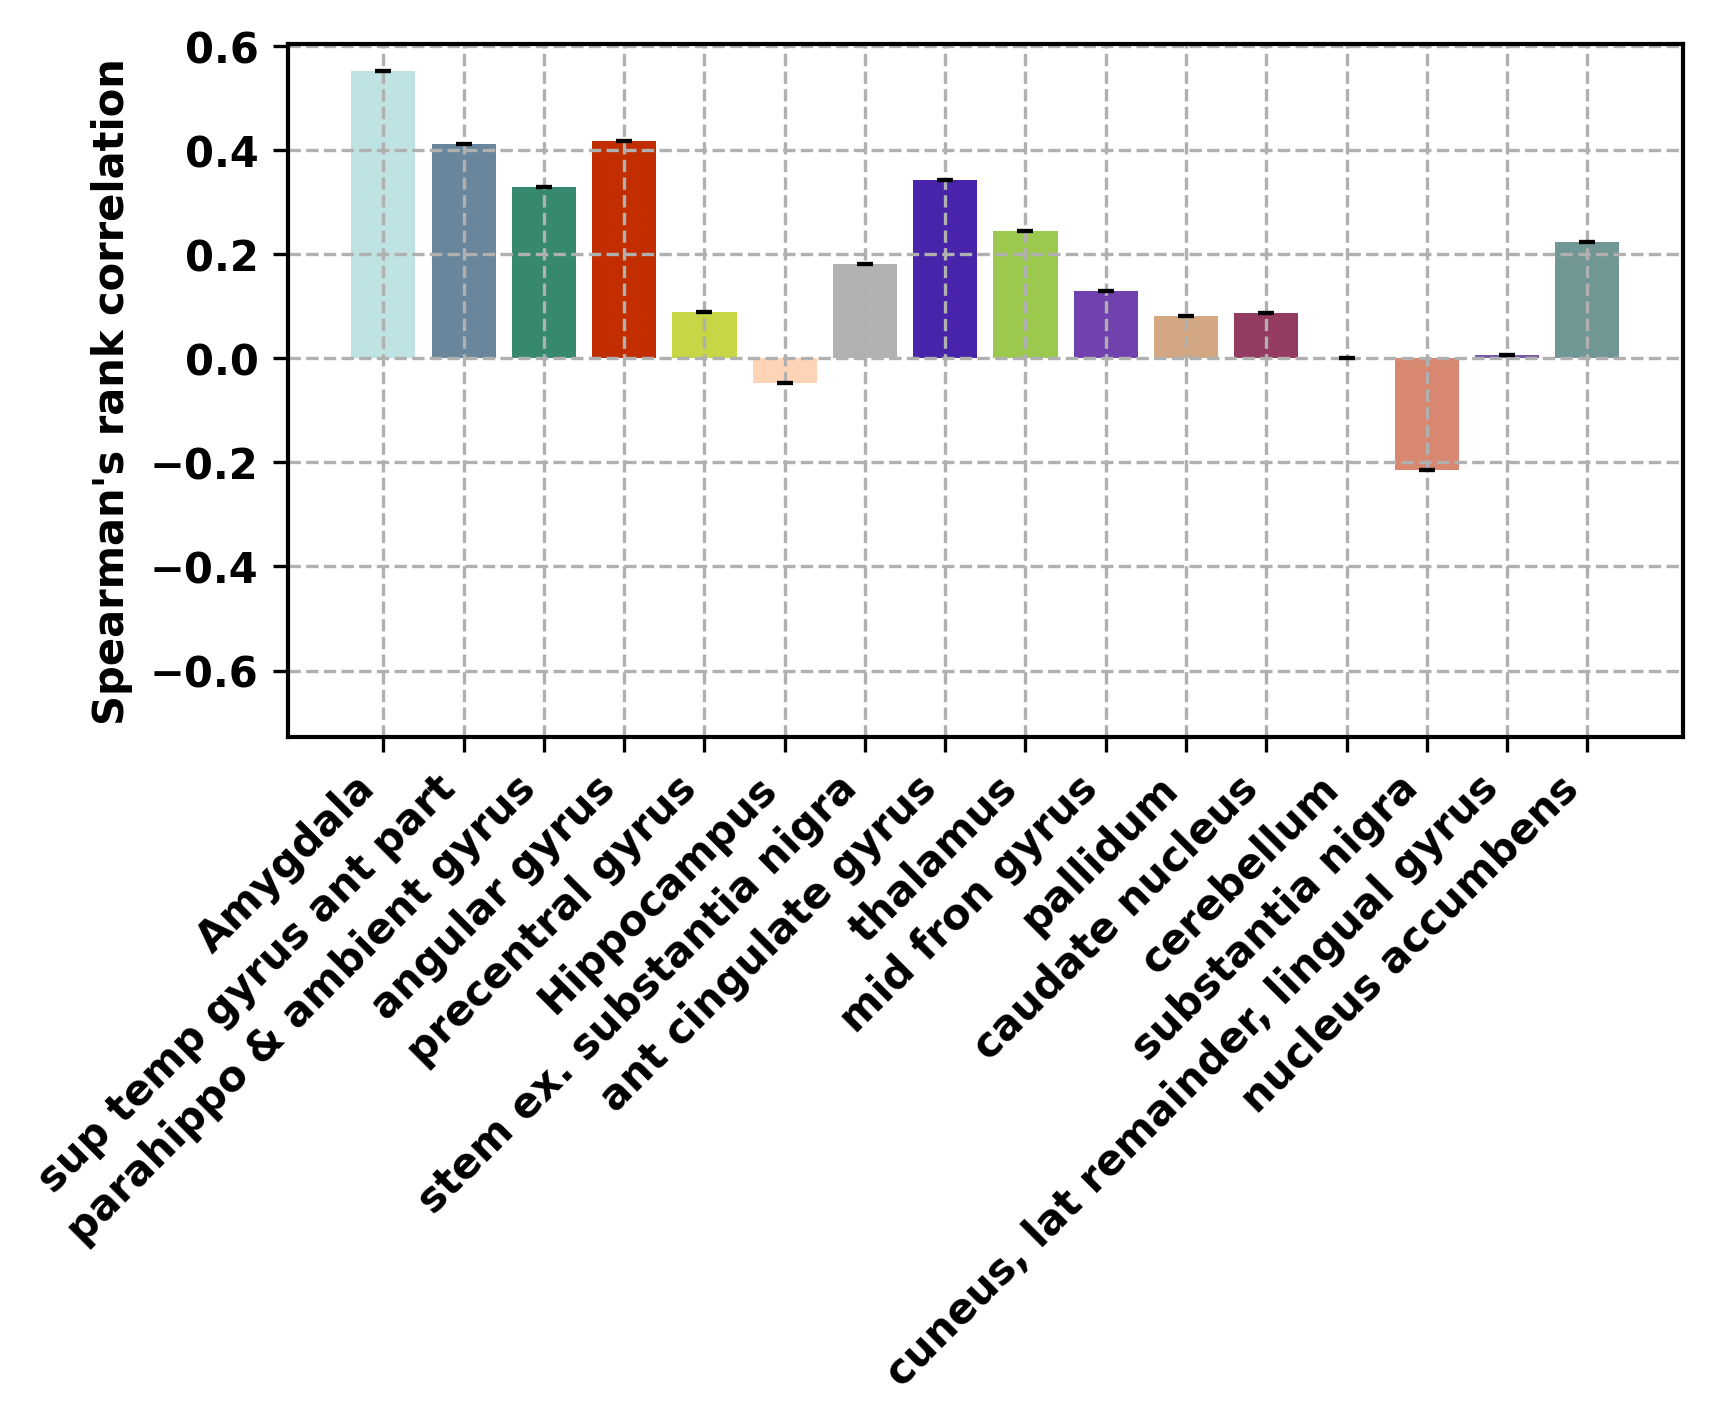 Spearman's rank correlation
0.6
0.4
0.2
0.0
−0.2
−0.4
−0.6
Amygdala
sup temp gyrus ant part
parahippo & ambient gyrus
angular gyrus
precentral gyrus
Hippocampus
stem ex. substantia nigra
ant cingulate gyrus
thalamus
mid fron gyrus
pallidum
caudate nucleus
cerebellum
substantia nigra
cuneus, lat remainder, lingual gyrus
nucleus accumbens